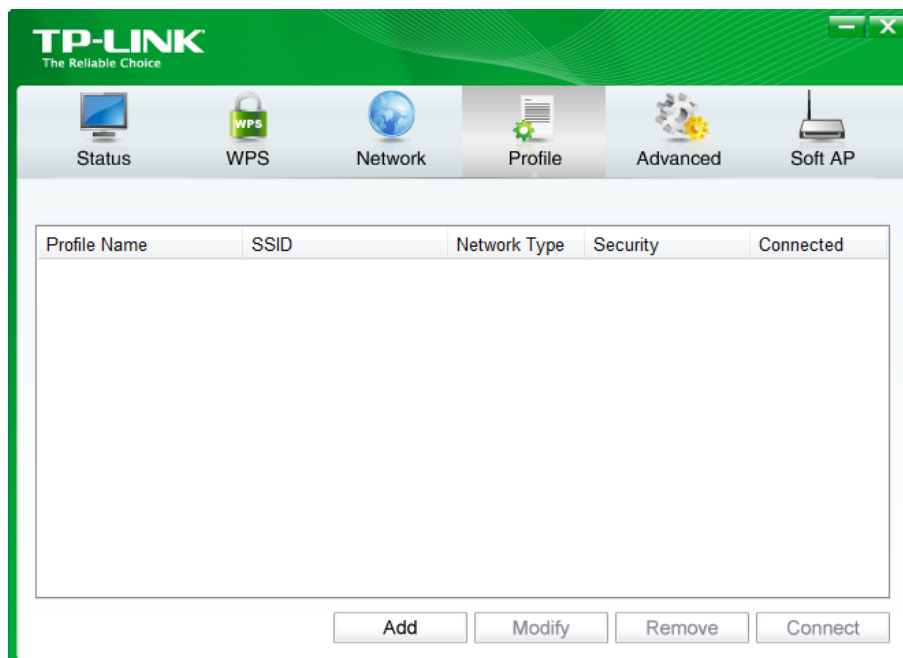 TP-LINK
The Reliable Choice
WPS
Status WPS Network Profile Advanced Soft AP
Profile Name SSID Network Type Security Connected
Add Modify Remove Connect